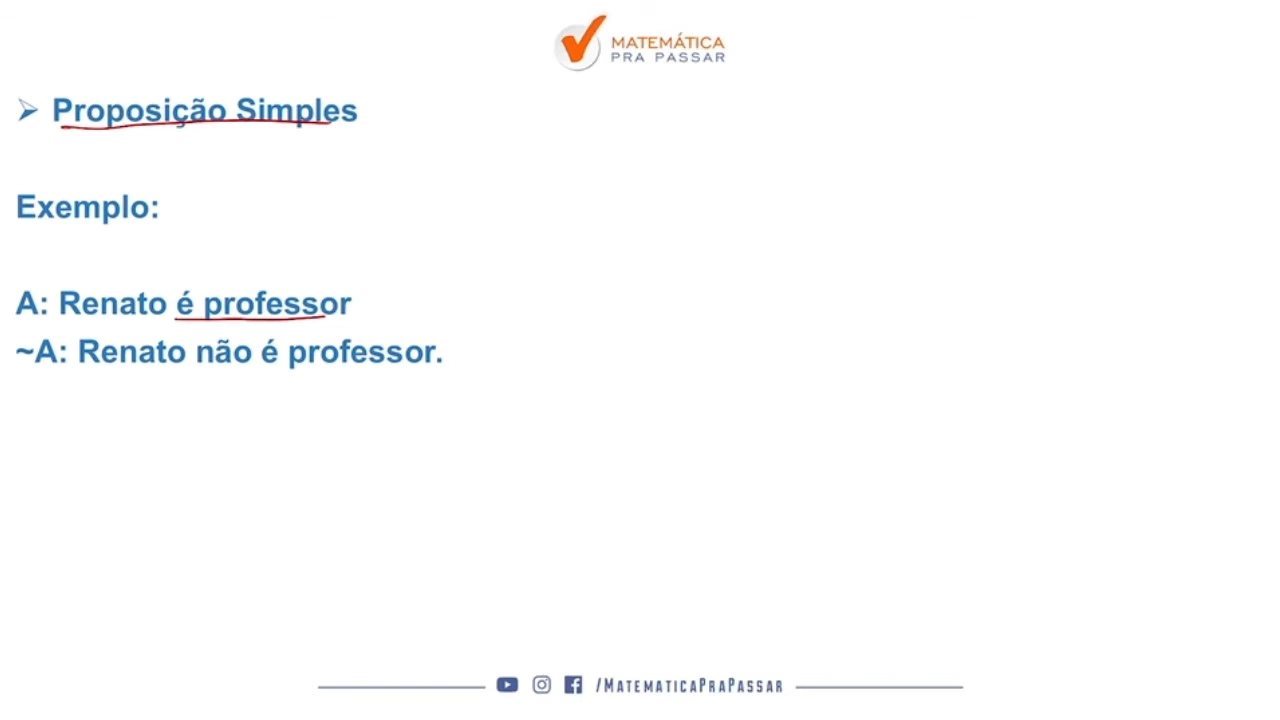 MATEMÁTICA
PRA PASSAR
➢ Proposição Simples
Exemplo:
A: Renato é professor
~A: Renato não é professor.
/MATEMATICAPRAPASSAR